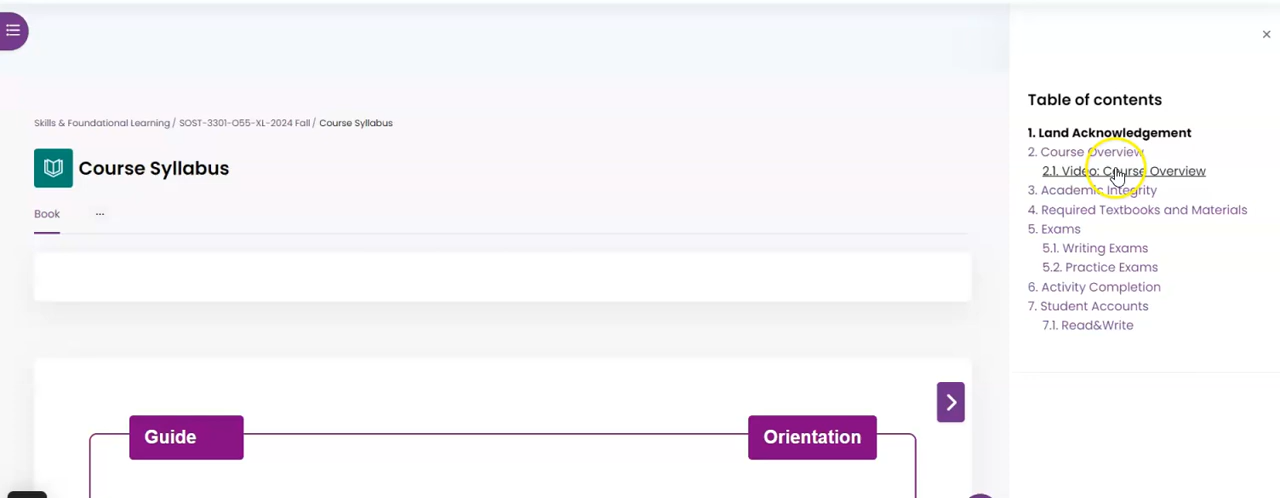 Skills & Foundational Learning / SOST-3301-O55-XL-2024 Fall / Course Syllabus
Course Syllabus
Book
...
Guide
Orientation
×
Table of contents
1. Land Acknowledgement
2. Course Overview
2.1. Video: Course Overview
3. Academic Integrity
4. Required Textbooks and Materials
5. Exams
5.1. Writing Exams
5.2. Practice Exams
6. Activity Completion
7. Student Accounts
7.1. Read&Write